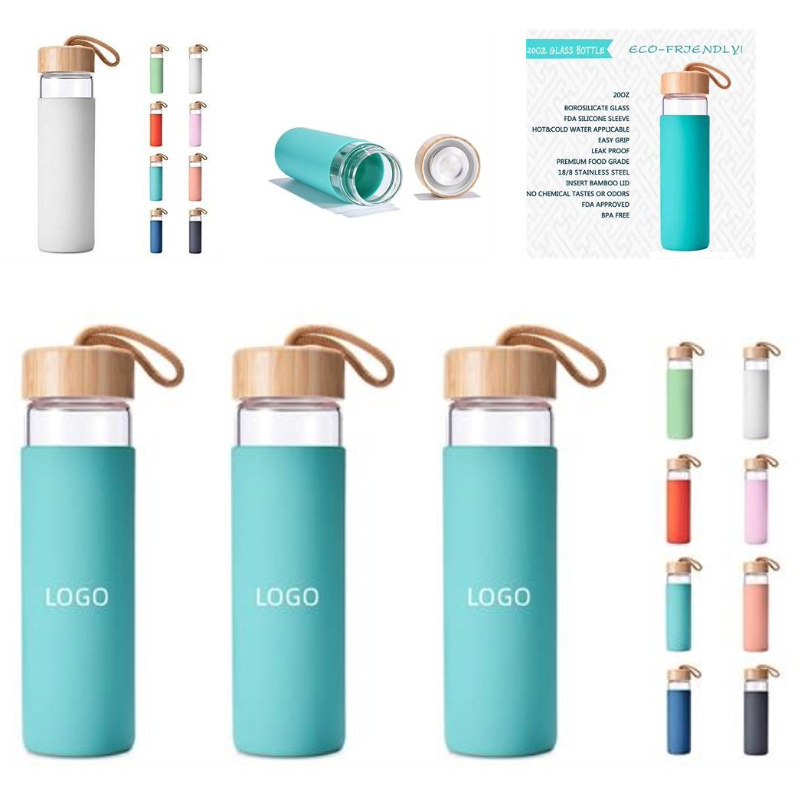 20OZ GLASS BOTTLE
ECO-FRIENDLY!
20OZ
BOROSILICATE GLASS
FDA SILICONE SLEEVE
HOT&COLD WATER APPLICABLE
EASY GRIP
LEAK PROOF
PREMIUM FOOD GRADE
18/8 STAINLESS STEEL
INSERT BAMBOO LID
NO CHEMICAL TASTES OR ODORS
FDA APPROVED
BPA FREE
LOGO
LOGO
LOGO